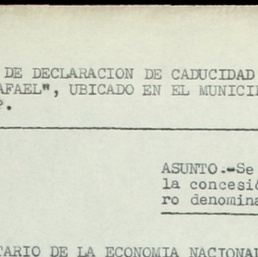 DE DECLARACION DE CADUCIDAD
AFAEL", UBICADO EN EL MUNICI
P.
ASUNTO.-Se
la concesió
ro denomina
TARIO DE LA ECONOMIA NACIONAL